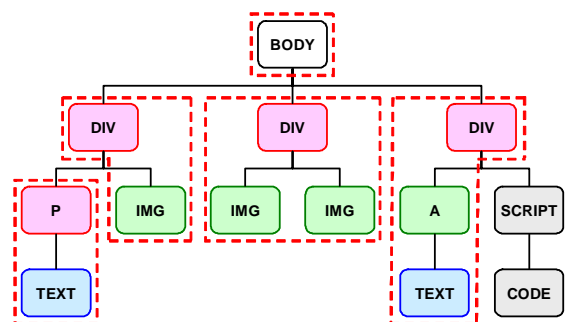 BODY
DIV DIV DIV
P IMG IMG IMG A SCRIPT
TEXT TEXT CODE